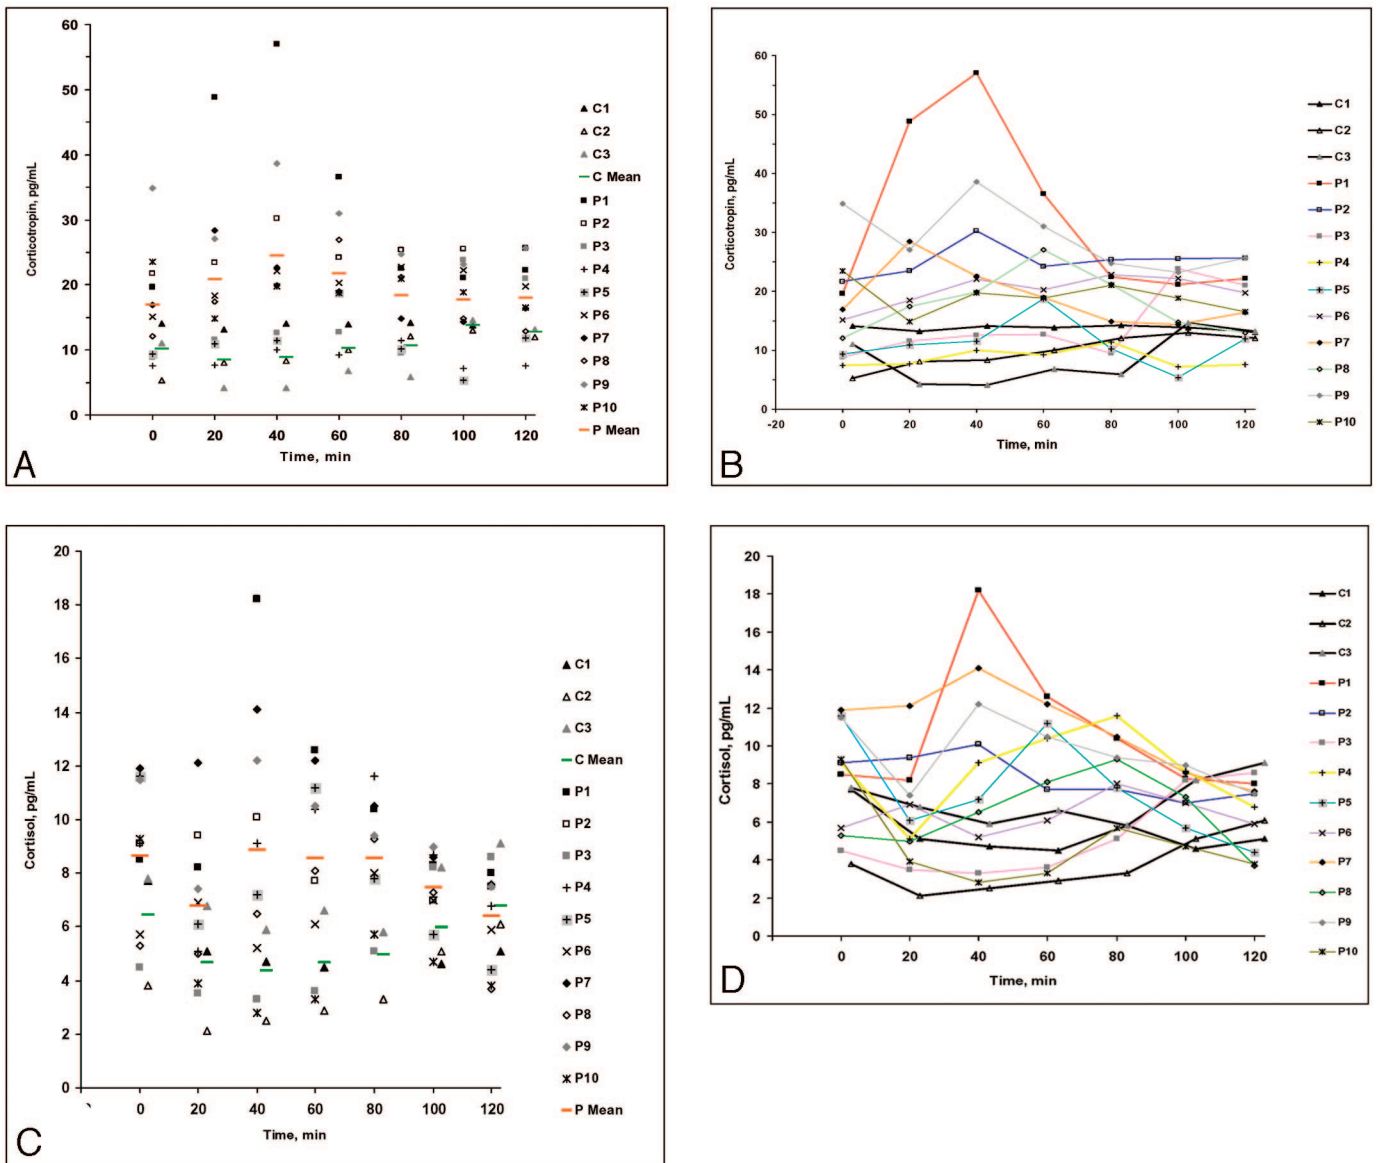 60
50
40
30
20
10
0
Corticotropin, pg/mL
0 20 40 60 80 100 120
Time, min
C1
C2
C3
C Mean
P1
P2
P3
P4
P5
P6
P7
P8
P9
P10
P Mean
A
60
50
40
30
20
10
0
Corticotropin, pg/mL
-20 0 20 40 60 80 100 120
Time, min
C1
C2
C3
P1
P2
P3
P4
P5
P6
P7
P8
P9
P10
B
20
18
16
14
12
10
8
6
4
2
0
Cortisol, pg/mL
0 20 40 60 80 100 120
Time, min
C1
C2
C3
C Mean
P1
P2
P3
P4
P5
P6
P7
P8
P9
P10
P Mean
C
20
18
16
14
12
10
8
6
4
2
0
Cortisol, pg/mL
0 20 40 60 80 100 120
Time, min
C1
C2
C3
P1
P2
P3
P4
P5
P6
P7
P8
P9
P10
D